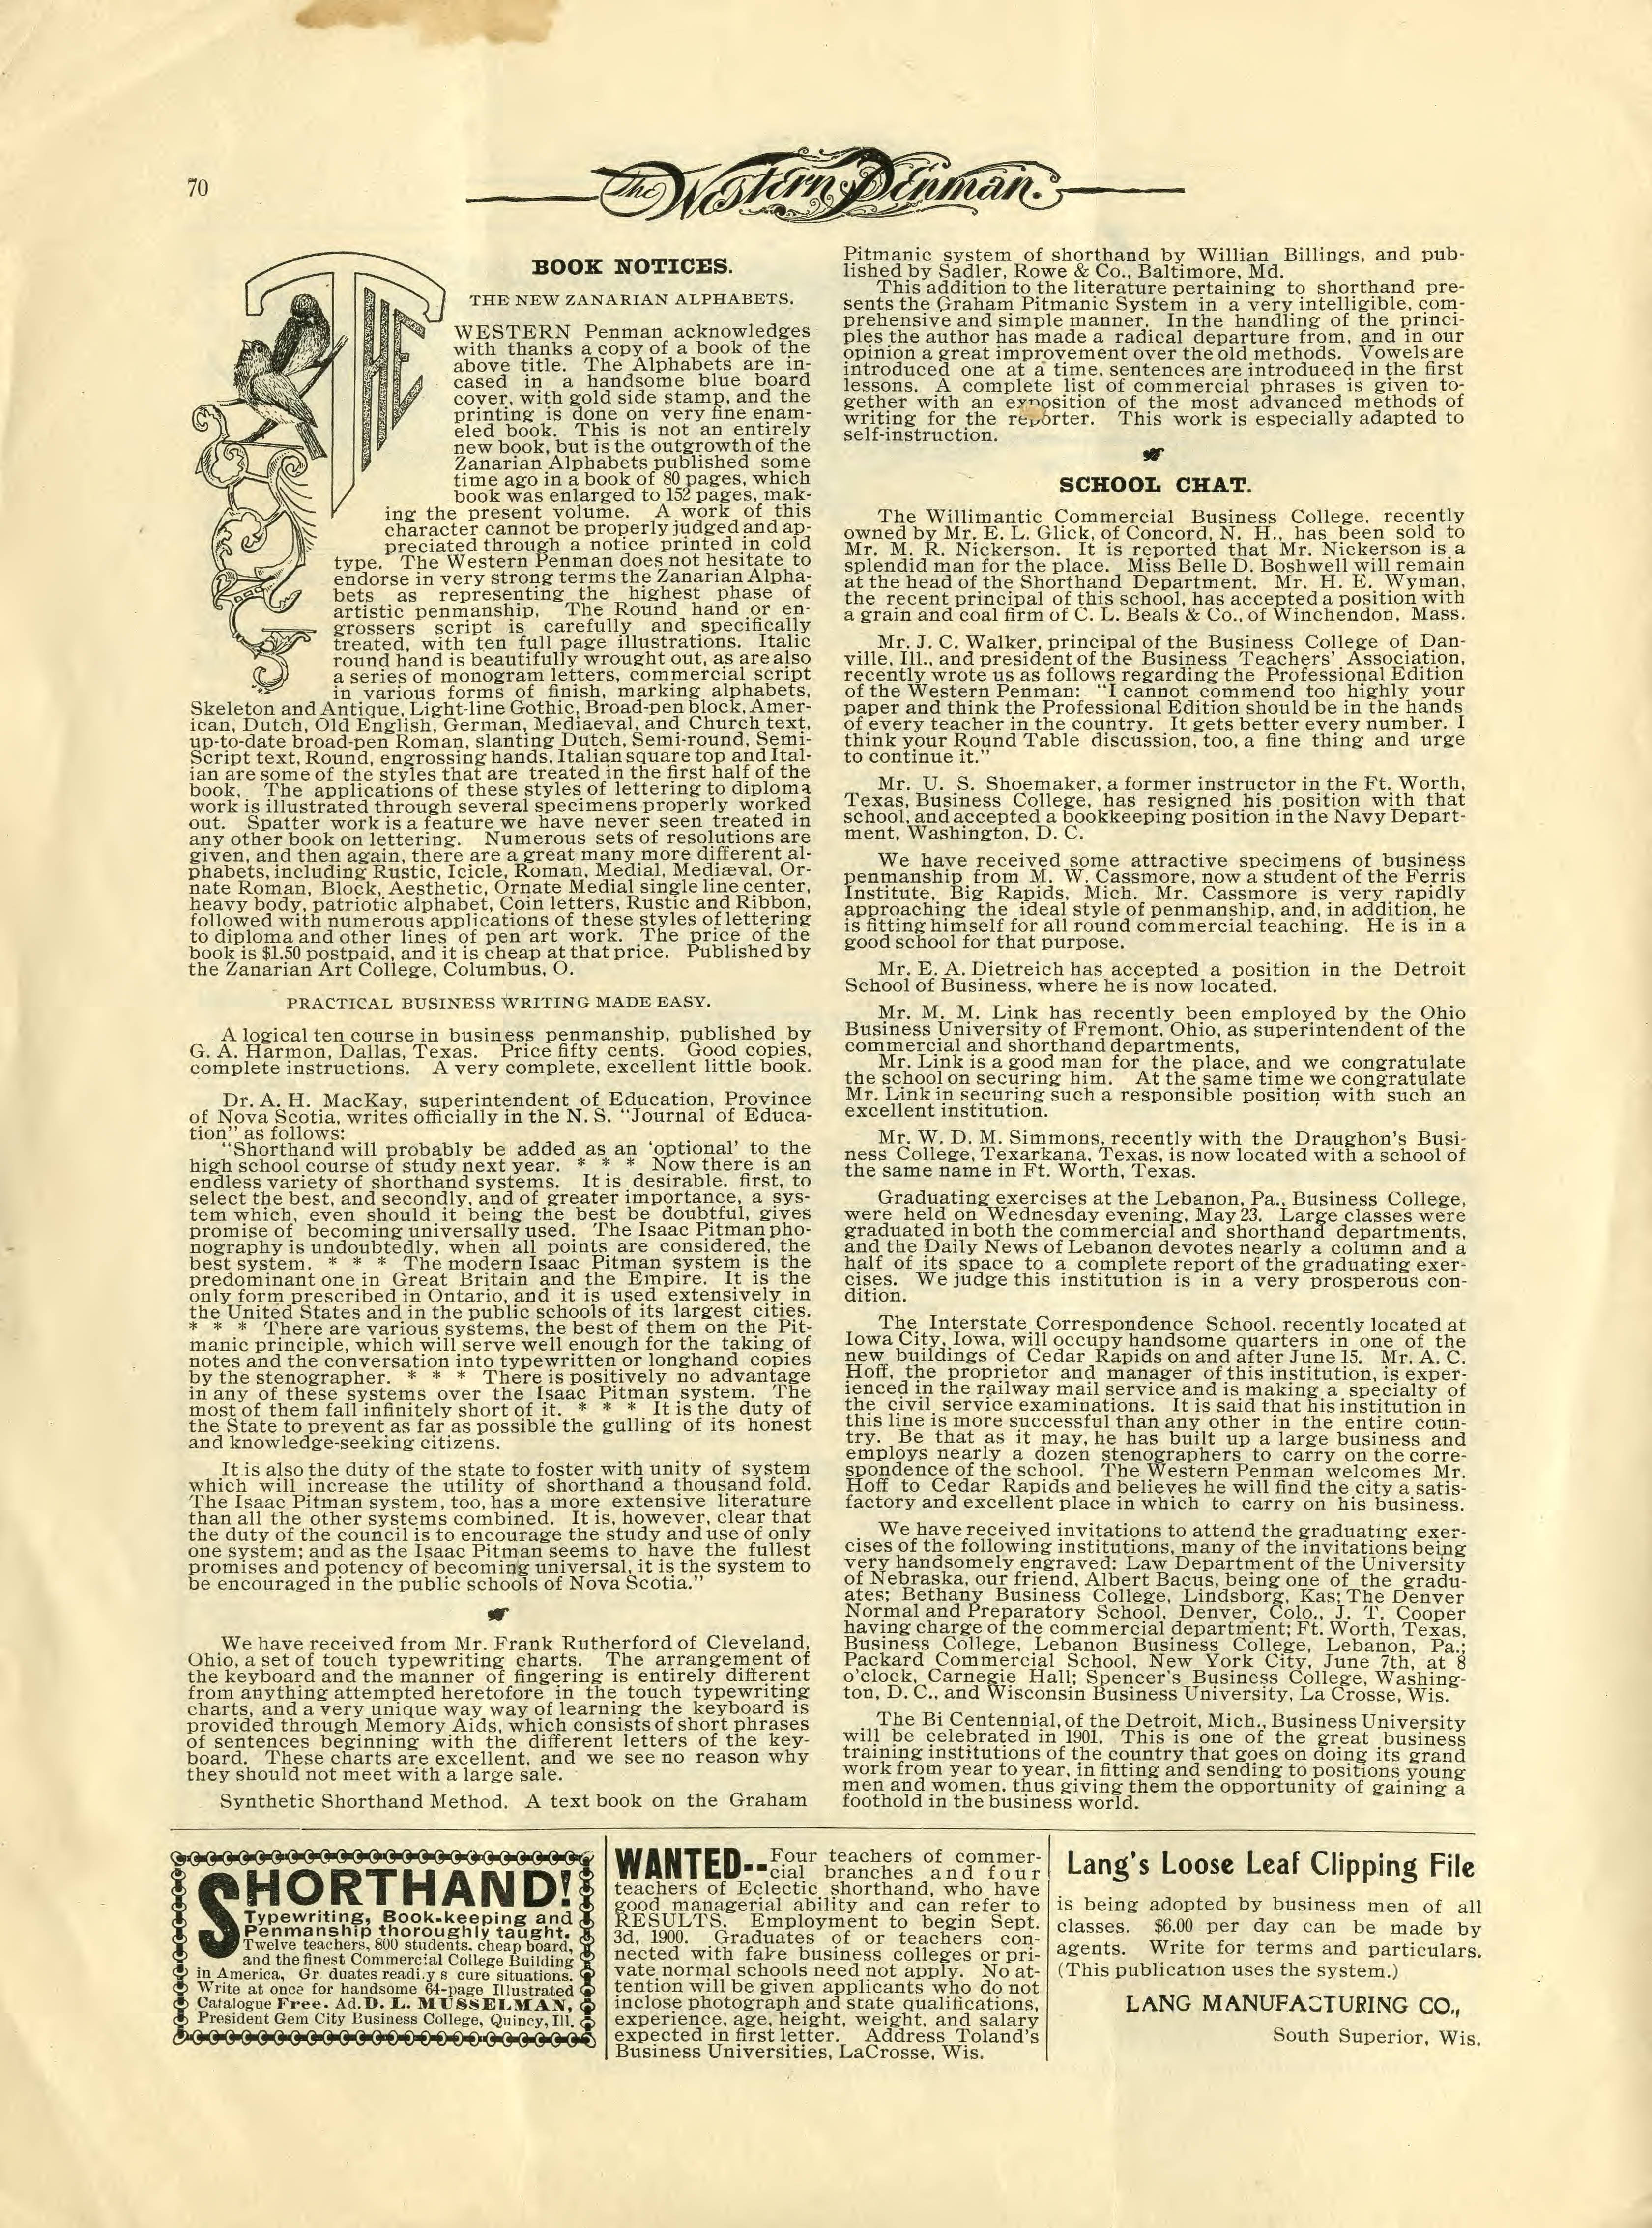 70
The Western Penman.
BOOK NOTICES.
THE NEW ZANARIAN ALPHABETS.
THE
WESTERN Penman acknowledges
with thanks a copy of a book of the
above title. The Alphabets are in-
cased in a handsome blue board
cover, with gold side stamp, and the
printing is done on very fine enam-
eled book. This is not an entirely
new book, but is the outgrowth of the
Zanarian Alphabets published some
time ago in a book of 80 pages, which
book was enlarged to 152 pages, mak-
ing the present volume. A work of this
character cannot be properly judged and ap-
preciated through a notice printed in cold
type. The Western Penman does not hesitate to
endorse in very strong terms the Zanarian Alpha-
bets as representing the highest phase of
artistic penmanship. The Round hand or en-
grossers script is carefully and specifically
treated, with ten full page illustrations. Italic
round hand is beautifully wrought out, as are also
a series of monogram letters, commercial script
in various forms of finish, marking alphabets,
Skeleton and Antique, Light-line Gothic, Broad-pen block, Amer-
ican, Dutch, Old English, German, Mediaeval, and Church text,
up-to-date broad-pen Roman, slanting Dutch, Semi-round, Semi-
Script text, Round, engrossing hands, Italian square top and Ital-
ian are some of the styles that are treated in the first half of the
book. The applications of these styles of lettering to diploma
work is illustrated through several specimens properly worked
out. Spatter work is a feature we have never seen treated in
any other book on lettering. Numerous sets of resolutions are
given, and then again, there are a great many more different al-
phabets, including Rustic, Icicle, Roman, Medial, Mediæval, Or-
nate Roman, Block, Aesthetic, Ornate Medial single line center,
heavy body, patriotic alphabet, Coin letters, Rustic and Ribbon,
followed with numerous applications of these styles of lettering
to diploma and other lines of pen art work. The price of the
book is $1.50 postpaid, and it is cheap at that price. Published by
the Zanarian Art College, Columbus, O.
PRACTICAL BUSINESS WRITING MADE EASY.
A logical ten course in business penmanship, published by
G. A. Harmon, Dallas, Texas. Price fifty cents. Good copies,
complete instructions. A very complete, excellent little book.
Dr. A. H. MacKay, superintendent of Education, Province
of Nova Scotia, writes officially in the N. S. "Journal of Educa-
tion" as follows:
"Shorthand will probably be added as an 'optional' to the
high school course of study next year. * * * Now there is an
endless variety of shorthand systems. It is desirable. first, to
select the best, and secondly, and of greater importance, a sys-
tem which, even should it being the best be doubtful, gives
promise of becoming universally used. The Isaac Pitman pho-
nography is undoubtedly, when all points are considered, the
best system. * * * The modern Isaac Pitman system is the
predominant one in Great Britain and the Empire. It is the
only form prescribed in Ontario, and it is used extensively in
the United States and in the public schools of its largest cities.
* * * There are various systems, the best of them on the Pit-
manic principle, which will serve well enough for the taking of
notes and the conversation into typewritten or longhand copies
by the stenographer. * * * There is positively no advantage
in any of these systems over the Isaac Pitman system. The
most of them fall infinitely short of it. * * * It is the duty of
the State to prevent as far as possible the gulling of its honest
and knowledge-seeking citizens.
It is also the duty of the state to foster with unity of system
which will increase the utility of shorthand a thousand fold.
The Isaac Pitman system, too, has a more extensive literature
than all the other systems combined. It is, however, clear that
the duty of the council is to encourage the study and use of only
one system; and as the Isaac Pitman seems to have the fullest
promises and potency of becoming universal, it is the system to
be encouraged in the public schools of Nova Scotia."
We have received from Mr. Frank Rutherford of Cleveland,
Ohio, a set of touch typewriting charts. The arrangement of
the keyboard and the manner of fingering is entirely different
from anything attempted heretofore in the touch typewriting
charts, and a very unique way way of learning the keyboard is
provided through Memory Aids, which consists of short phrases
of sentences beginning with the different letters of the key-
board. These charts are excellent, and we see no reason why
they should not meet with a large sale.
Synthetic Shorthand Method. A text book on the Graham
Pitmanic system of shorthand by Willian Billings, and pub-
lished by Sadler, Rowe & Co., Baltimore, Md.
This addition to the literature pertaining to shorthand pre-
sents the Graham Pitmanic System in a very intelligible, com-
prehensive and simple manner. In the handling of the princi-
ples the author has made a radical departure from, and in our
opinion a great improvement over the old methods. Vowels are
introduced one at a time, sentences are introduced in the first
lessons. A complete list of commercial phrases is given to-
gether with an exposition of the most advanced methods of
writing for the reporter. This work is especially adapted to
self-instruction.
SCHOOL CHAT.
The Willimantic Commercial Business College, recently
owned by Mr. E. L. Glick, of Concord, N. H., has been sold to
Mr. M. R. Nickerson. It is reported that Mr. Nickerson is a
splendid man for the place. Miss Belle D. Boshwell will remain
at the head of the Shorthand Department. Mr. H. E. Wyman,
the recent principal of this school, has accepted a position with
a grain and coal firm of C. L. Beals & Co., of Winchendon, Mass.
Mr. J. C. Walker, principal of the Business College of Dan-
ville, Ill., and president of the Business Teachers' Association,
recently wrote us as follows regarding the Professional Edition
of the Western Penman: "I cannot commend too highly your
paper and think the Professional Edition should be in the hands
of every teacher in the country. It gets better every number. I
think your Round Table discussion, too, a fine thing and urge
to continue it."
Mr. U. S. Shoemaker, a former instructor in the Ft. Worth,
Texas, Business College, has resigned his position with that
school, and accepted a bookkeeping position in the Navy Depart-
ment, Washington, D. C.
We have received some attractive specimens of business
penmanship from M. W. Cassmore, now a student of the Ferris
Institute, Big Rapids, Mich. Mr. Cassmore is very rapidly
approaching the ideal style of penmanship, and, in addition, he
is fitting himself for all round commercial teaching. He is in a
good school for that purpose.
Mr. E. A. Dietreich has accepted a position in the Detroit
School of Business, where he is now located.
Mr. M. M. Link has recently been employed by the Ohio
Business University of Fremont, Ohio, as superintendent of the
commercial and shorthand departments,
Mr. Link is a good man for the place, and we congratulate
the school on securing him. At the same time we congratulate
Mr. Link in securing such a responsible position with such an
excellent institution.
Mr. W. D. M. Simmons, recently with the Draughon's Busi-
ness College, Texarkana, Texas, is now located with a school of
the same name in Ft. Worth, Texas.
Graduating exercises at the Lebanon, Pa., Business College,
were held on Wednesday evening, May 23. Large classes were
graduated in both the commercial and shorthand departments,
and the Daily News of Lebanon devotes nearly a column and a
half of its space to a complete report of the graduating exer-
cises. We judge this institution is in a very prosperous con-
dition.
The Interstate Correspondence School, recently located at
Iowa City, Iowa, will occupy handsome quarters in one of the
new buildings of Cedar Rapids on and after June 15. Mr. A. C.
Hoff, the proprietor and manager of this institution, is exper-
ienced in the railway mail service and is making a specialty of
the civil service examinations. It is said that his institution in
this line is more successful than any other in the entire coun-
try. Be that as it may, he has built up a large business and
employs nearly a dozen stenographers to carry on the corre-
spondence of the school. The Western Penman welcomes Mr.
Hoff to Cedar Rapids and believes he will find the city a satis-
factory and excellent place in which to carry on his business.
We have received invitations to attend the graduating exer-
cises of the following institutions, many of the invitations being
very handsomely engraved: Law Department of the University
of Nebraska, our friend, Albert Bacus, being one of the gradu-
ates; Bethany Business College, Lindsborg, Kas; The Denver
Normal and Preparatory School, Denver, Colo., J. T. Cooper
having charge of the commercial department; Ft. Worth, Texas,
Business College, Lebanon Business College, Lebanon, Pa.;
Packard Commercial School, New York City, June 7th, at 8
o'clock, Carnegie Hall; Spencer's Business College, Washing-
ton, D. C., and Wisconsin Business University, La Crosse, Wis.
The Bi Centennial, of the Detroit, Mich., Business University
will be celebrated in 1901. This is one of the great business
training institutions of the country that goes on doing its grand
work from year to year, in fitting and sending to positions young
men and women, thus giving them the opportunity of gaining a
foothold in the business world.
SHORTHAND!
Typewriting, Book-keeping and
Penmanship thoroughly taught.
Twelve teachers, 800 students. cheap board,
and the finest Commercial College Building
in America, Gr duates readi.y s cure situations.
Write at once for handsome 64-page Illustrated
Catalogue Free. Ad. D. L. MUSSELMAN,
President Gem City Business College, Quincy, Ill.
WANTED--Four teachers of commer-
cial branches and four
teachers of Eclectic shorthand, who have
good managerial ability and can refer to
RESULTS. Employment to begin Sept.
3d, 1900. Graduates of or teachers con-
nected with fake business colleges or pri-
vate normal schools need not apply. No at-
tention will be given applicants who do not
inclose photograph and state qualifications,
experience, age, height, weight, and salary
expected in first letter. Address Toland's
Business Universities, LaCrosse, Wis.
Lang's Loose Leaf Clipping File
is being adopted by business men of all
classes. $6.00 per day can be made by
agents. Write for terms and particulars.
(This publication uses the system.)
LANG MANUFACTURING CO.,
South Superior, Wis.